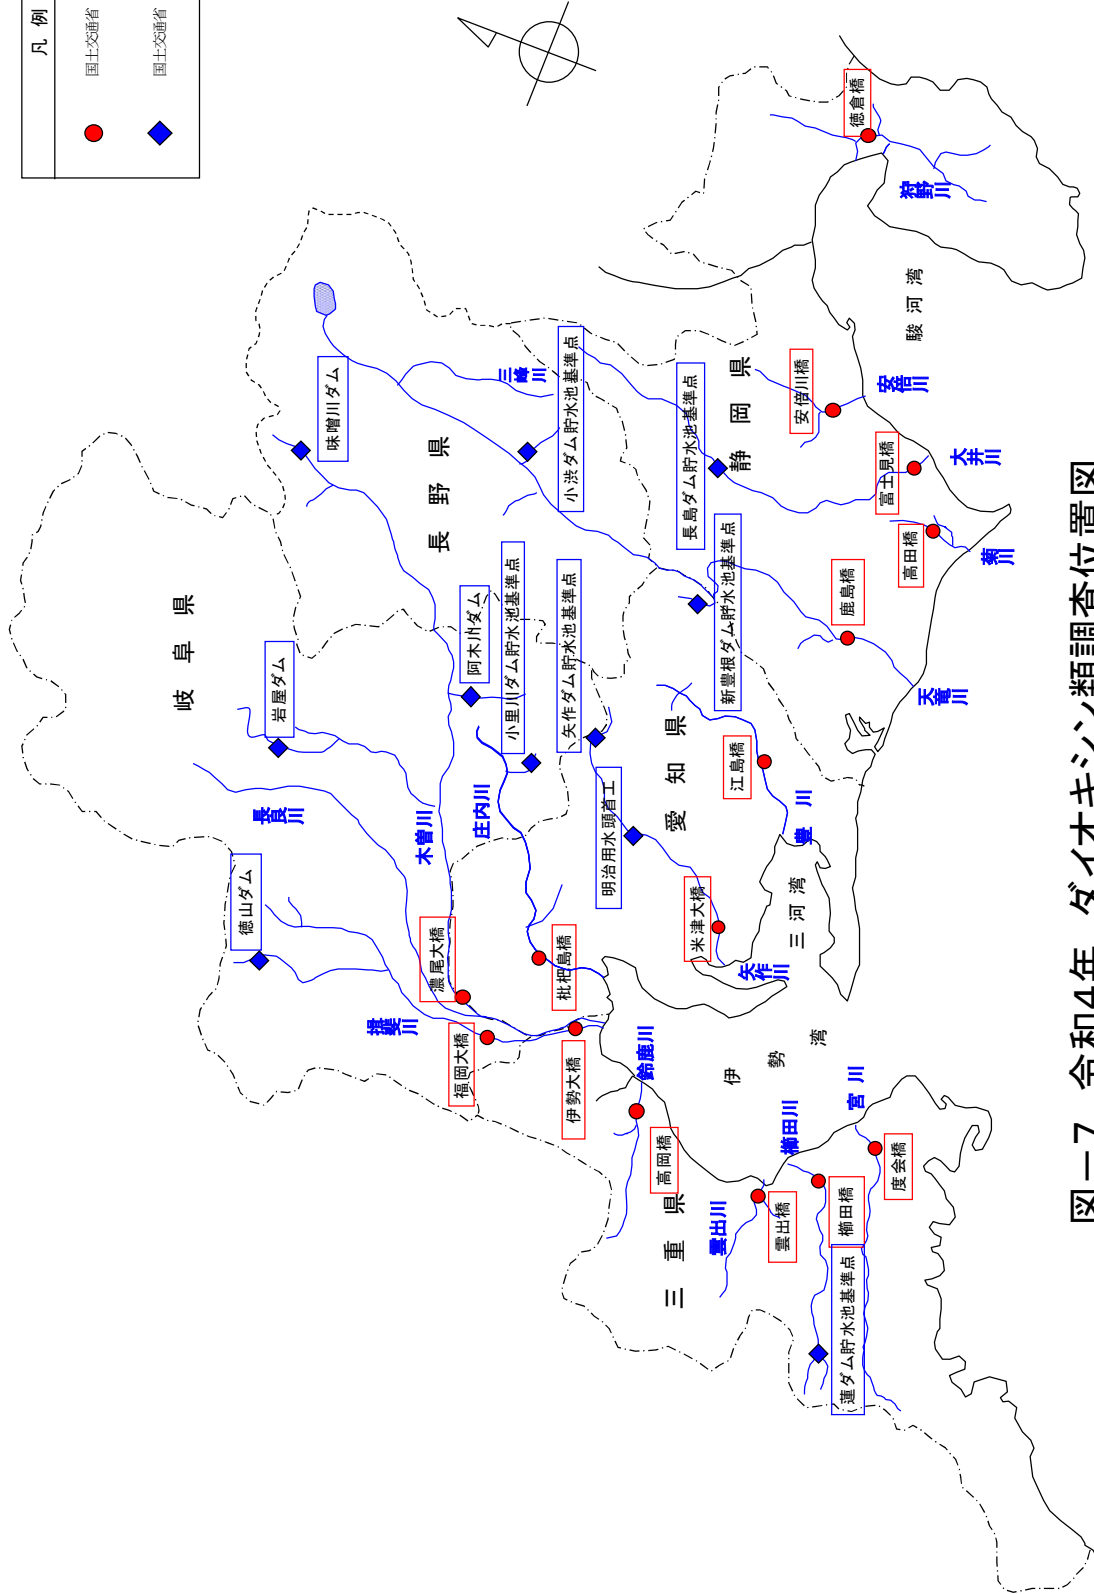 凡 例
国土交通省
国土交通省
岐 阜 県
長 野 県
静 岡 県
愛 知 県
三 重 県
駿 河 湾
三 河 湾
伊 勢 湾
徳倉橋
狩野川
安倍川橋
安倍川
富士見橋
大井川
高田橋
菊川
鹿島橋
天竜川
三峰川
味噌川ダム
小渋ダム貯水池基準点
長島ダム貯水池基準点
新豊根ダム貯水池基準点
阿木川ダム
小里川ダム貯水池基準点
矢作ダム貯水池基準点
岩屋ダム
明治用水頭首工
江島橋
豊 川
米津大橋
矢作川
徳山ダム
長良川
木曽川
庄内川
揖斐川
濃尾大橋
枇杷島橋
福岡大橋
伊勢大橋
鈴鹿川
高岡橋
雲出川
雲出橋
櫛田川
櫛田橋
宮 川
度会橋
蓮ダム貯水池基準点
図－7 令和4年 ダイオキシン類調査位置図